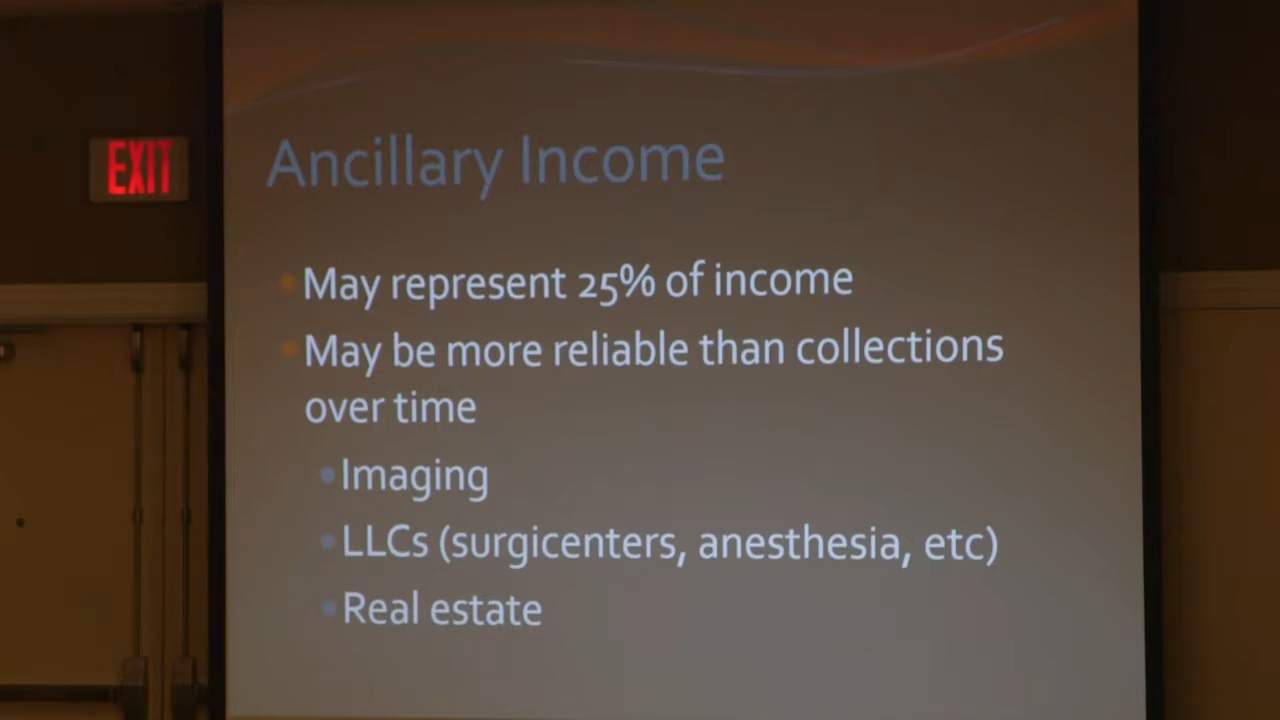 EXIT
Ancillary Income
May represent 25% of income
May be more reliable than collections
over time
Imaging
LLCs (surgicenters, anesthesia, etc)
Real estate